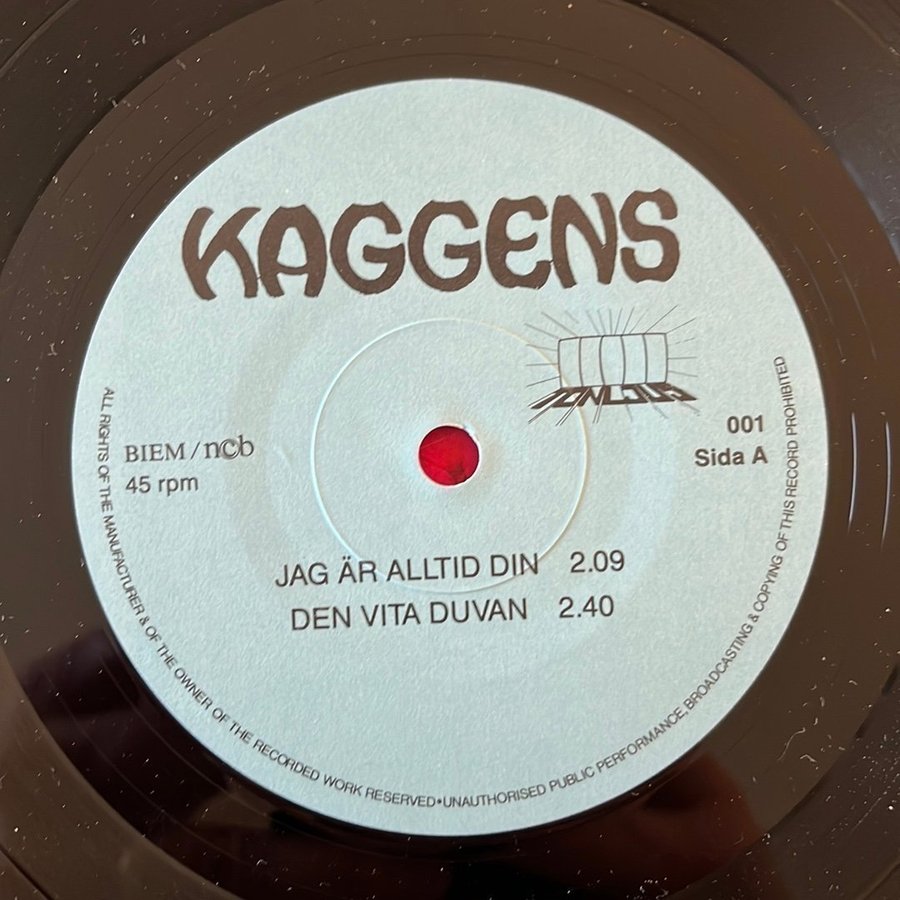 KAGGENS
TONLJUS
001
Sida A
BIEM/ncb
45 rpm
JAG ÄR ALLTID DIN 2.09
DEN VITA DUVAN 2.40
ALL RIGHTS OF THE MANUFACTURER & OF THE OWNER OF THE RECORDED WORK RESERVED•UNAUTHORISED PUBLIC PERFORMANCE, BROADCASTING & COPYING OF THIS RECORD PROHIBITED